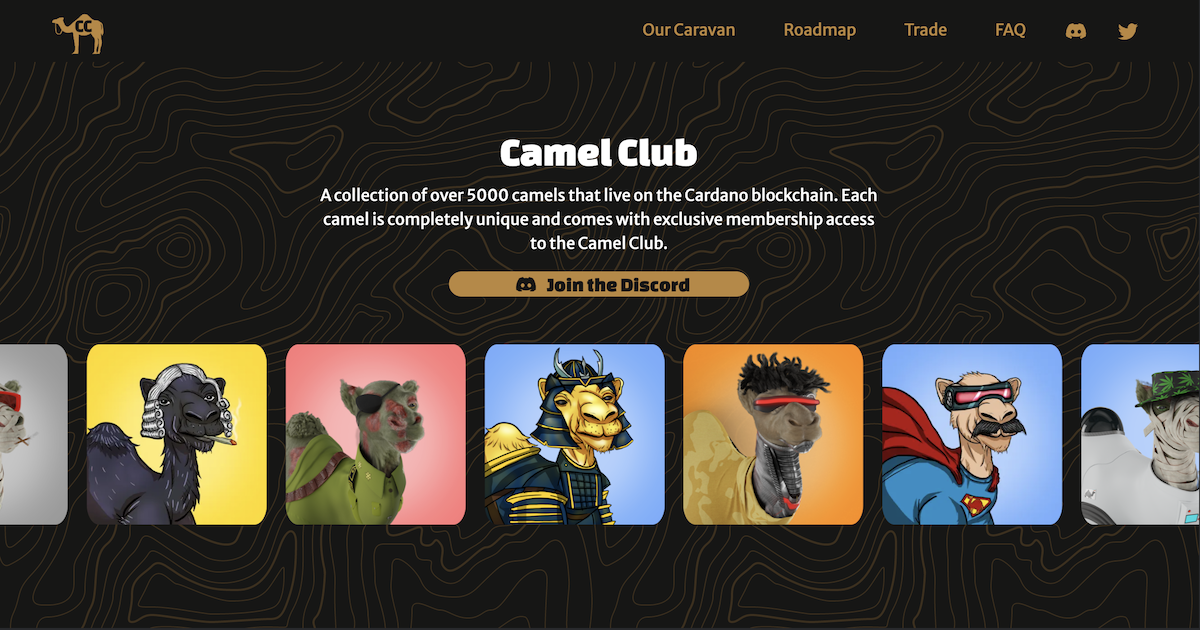 CC
Our Caravan
Roadmap
Trade
FAQ
Camel Club
A collection of over 5000 camels that live on the Cardano blockchain. Each
camel is completely unique and comes with exclusive membership access
to the Camel Club.
Join the Discord